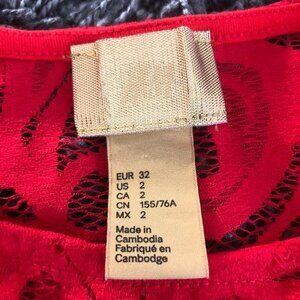 EUR 32
US 2
CA 2
CN 155/76A
MX 2
Made in
Cambodia
Fabriqué en
Cambodge